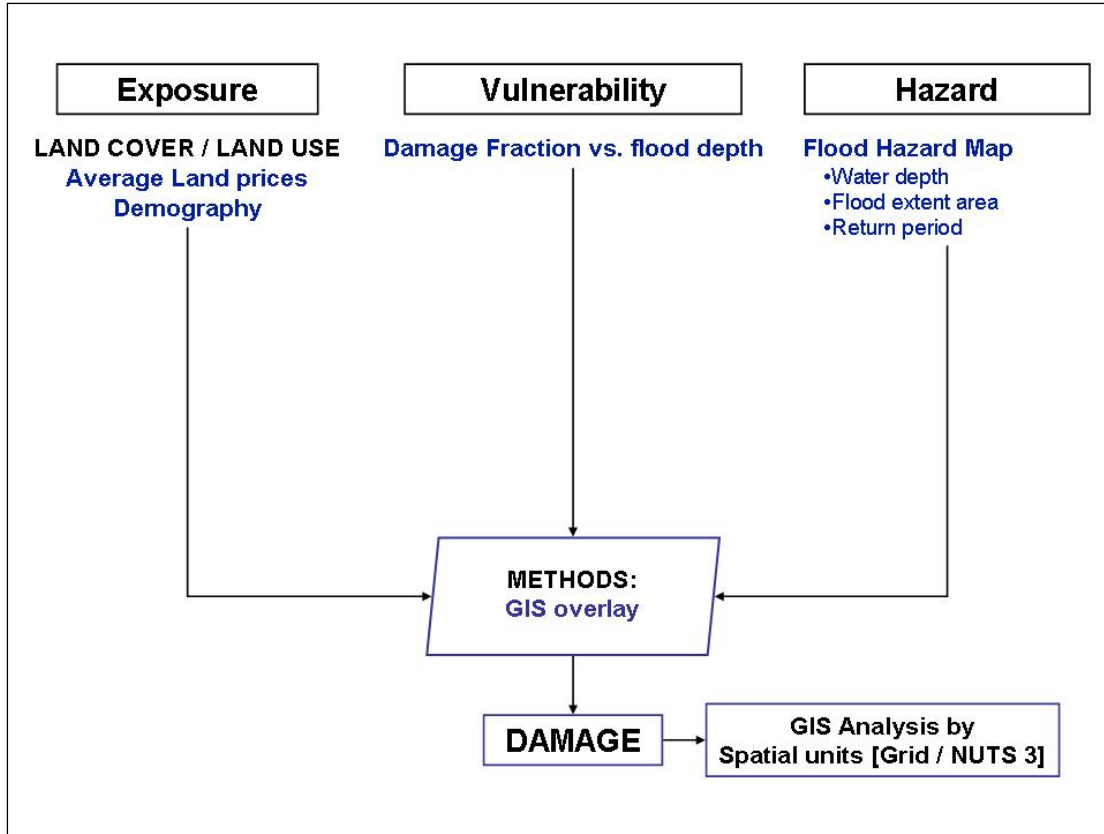 Exposure
LAND COVER / LAND USE
Average Land prices
Demography
Vulnerability
Damage Fraction vs. flood depth
Hazard
Flood Hazard Map
•Water depth
•Flood extent area
•Return period
METHODS:
GIS overlay
DAMAGE
GIS Analysis by
Spatial units [Grid / NUTS 3]